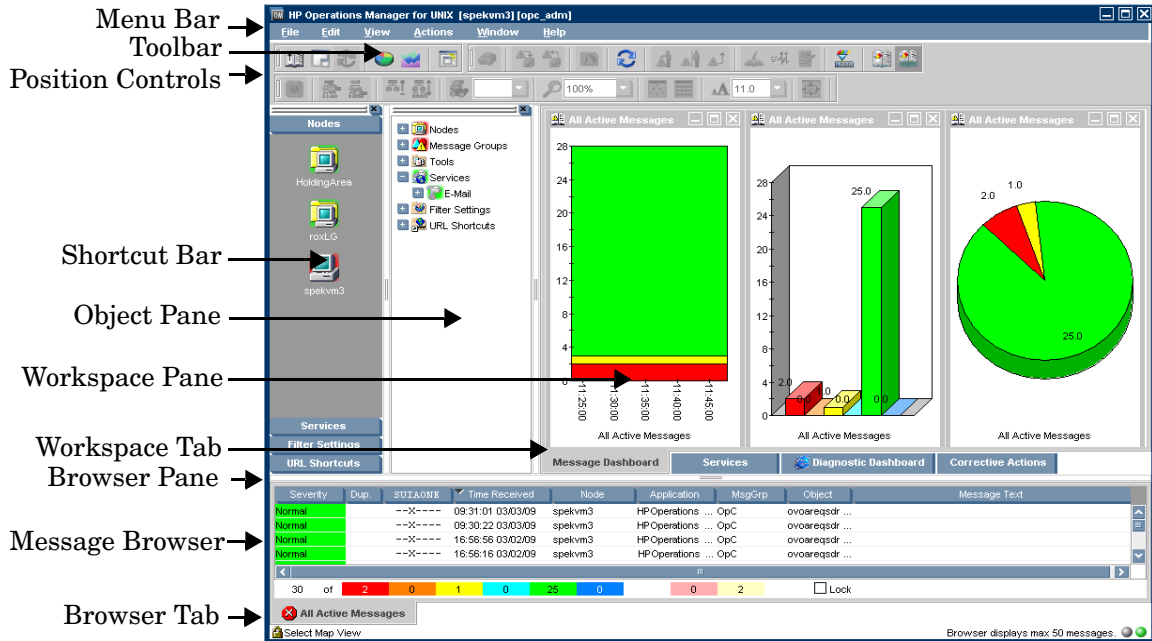 Menu Bar
Toolbar
Position Controls
Shortcut Bar
Object Pane
Workspace Pane
Workspace Tab
Browser Pane
Message Browser
Browser Tab
HP Operations Manager for UNIX [spekvm3] [opc_adm]
File Edit View Actions Window Help
100% 11.0
Nodes
HoldingArea
roxLG
spekvm3
Services
Filter Settings
URL Shortcuts
Nodes
Message Groups
Tools
Services
E-Mail
Filter Settings
URL Shortcuts
All Active Messages
28
24
20
16
12
8
4
0
11:25:00
11:30:00
11:35:00
11:40:00
11:45:00
All Active Messages
All Active Messages
28
24
20
16
12
8
4
0
25.0
2.0
0.0
0.0
0.0
All Active Messages
All Active Messages
2.0
1.0
25.0
All Active Messages
Message Dashboard Services Diagnostic Dashboard Corrective Actions
Severity Dup. SUIAONE Time Received Node Application MsgGrp Object Message Text
Normal --X---- 09:31:01 03/03/09 spekvm3 HP Operations ... OpC ovoareqsdr ...
Normal --X---- 09:30:22 03/03/09 spekvm3 HP Operations ... OpC ovoareqsdr ...
Normal --X---- 16:56:56 03/02/09 spekvm3 HP Operations ... OpC ovoareqsdr ...
Normal --X---- 16:56:16 03/02/09 spekvm3 HP Operations ... OpC ovoareqsdr ...
30 of 2 0 1 0 25 0 0 2 Lock
All Active Messages
Select Map View
Browser displays max 50 messages.